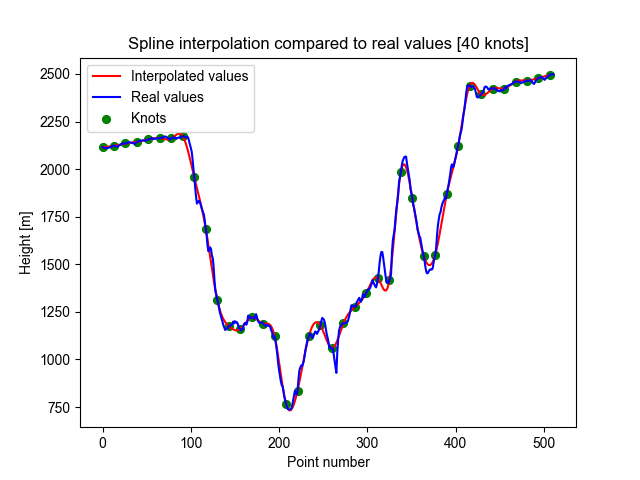 Spline interpolation compared to real values [40 knots]
Interpolated values
Real values
Knots
Height [m]
2500
2250
2000
1750
1500
1250
1000
750
0 100 200 300 400 500
Point number